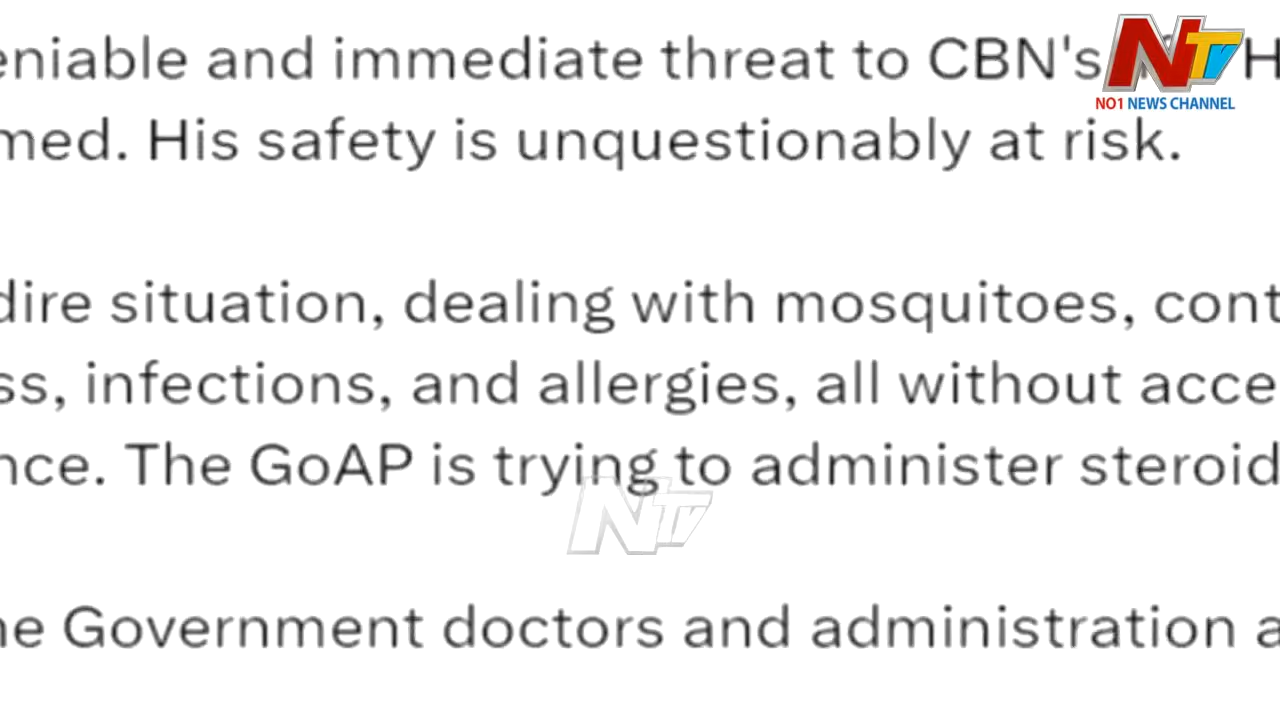 eniable and immediate threat to CBN's H
med. His safety is unquestionably at risk.
dire situation, dealing with mosquitoes, cont
ss, infections, and allergies, all without acce
nce. The GoAP is trying to administer steroid
ne Government doctors and administration a
NTV
NO1 NEWS CHANNEL
NTV